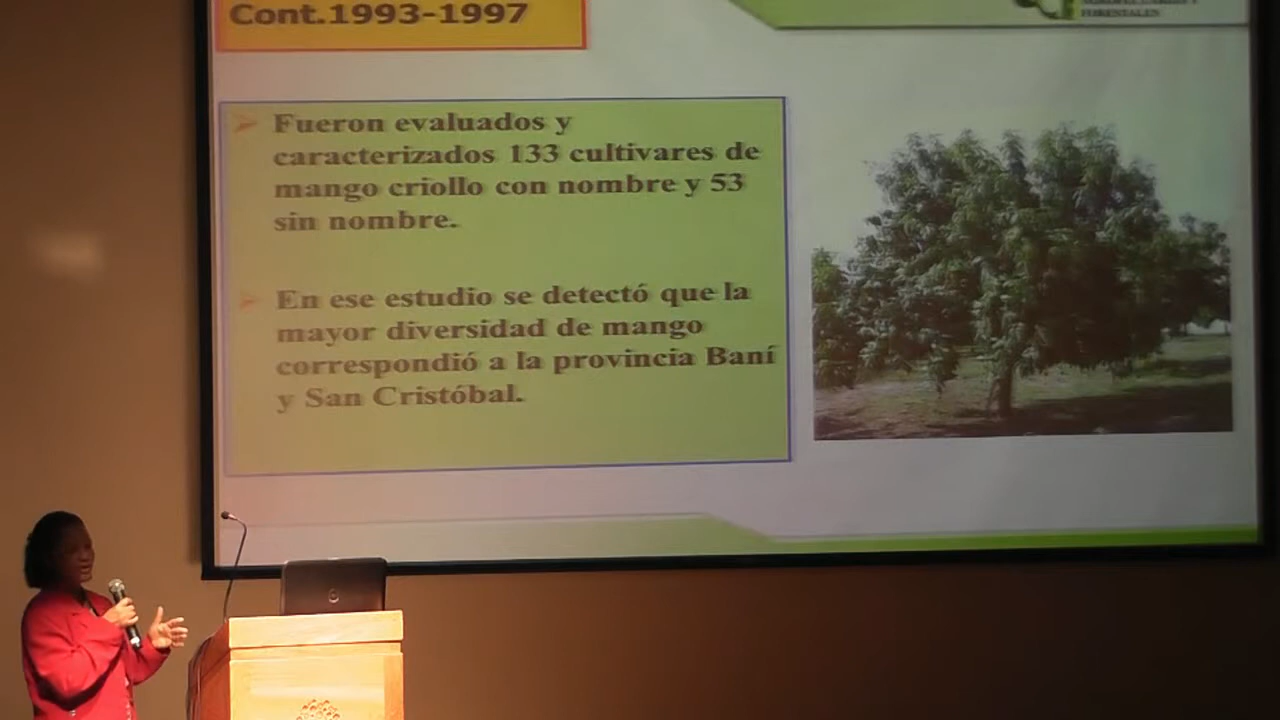 Cont.1993-1997
FORESTALES
Fueron evaluados y
caracterizados 133 cultivares de
mango criollo con nombre y 53
sin nombre.
En ese estudio se detectó que la
mayor diversidad de mango
correspondió a la provincia Baní
y San Cristóbal.